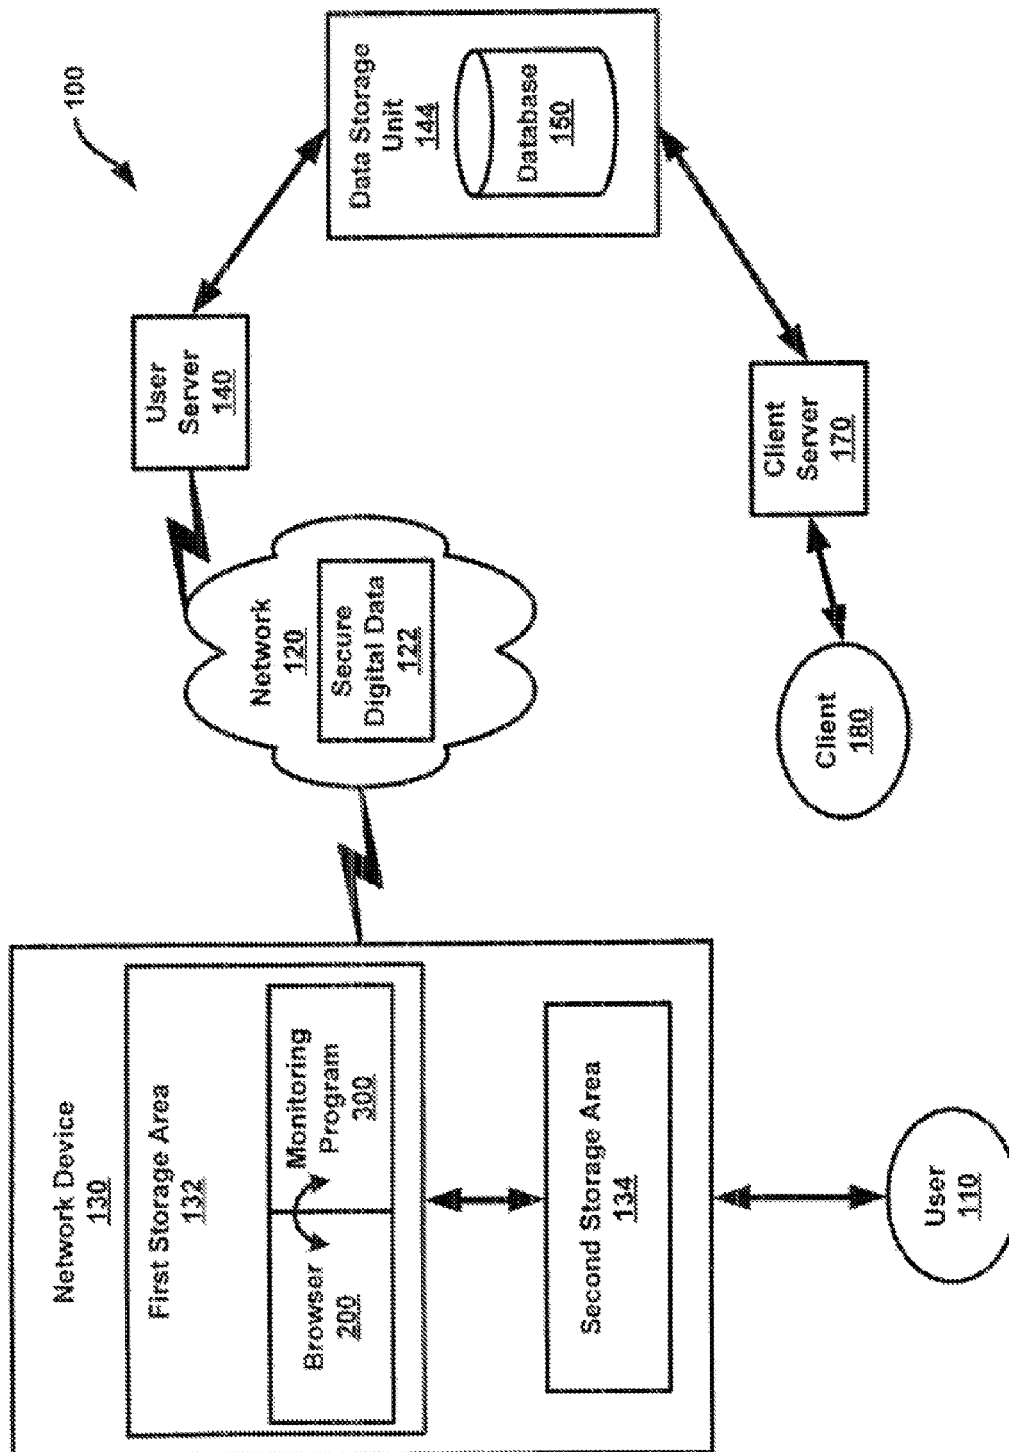 100
Network Device
130
First Storage Area
132
Browser
200
Monitoring
Program
300
Second Storage Area
134
User
110
Network
120
Secure
Digital Data
122
User
Server
140
Data Storage
Unit
144
Database
150
Client
Server
170
Client
180